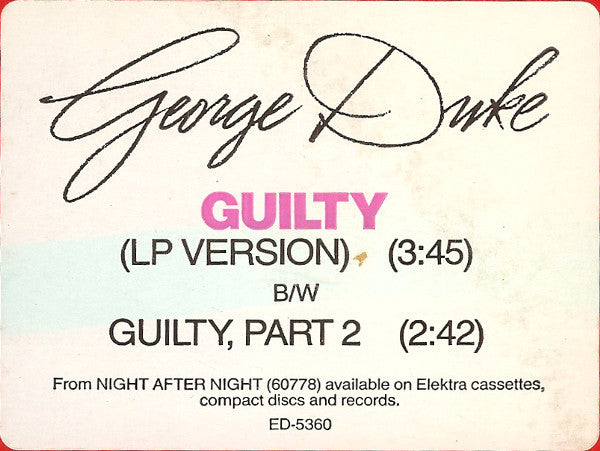 George Duke
GUILTY
(LP VERSION) (3:45)
B/W
GUILTY, PART 2 (2:42)
From NIGHT AFTER NIGHT (60778) available on Elektra cassettes,
compact discs and records.
ED-5360